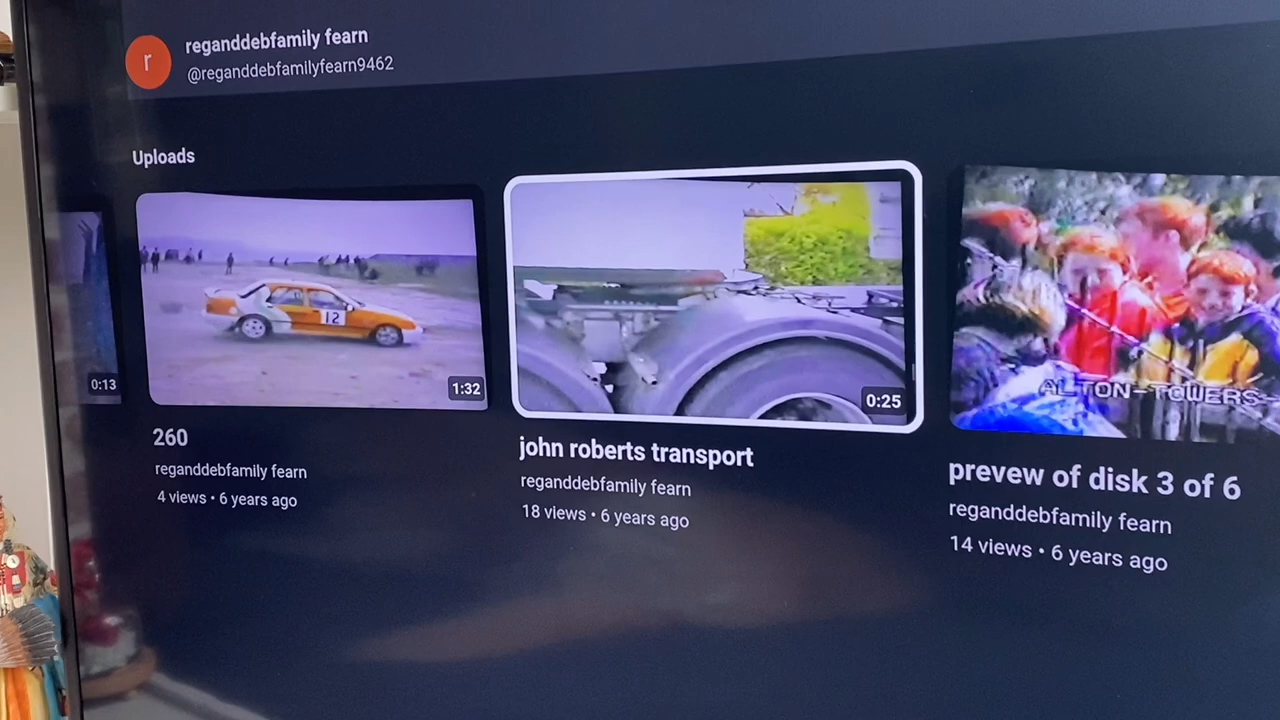 r
reganddebfamily fearn
@reganddebfamilyfearn9462
Uploads
0:13
12
1:32
0:25
ALTON-TOWERS-
260
reganddebfamily fearn
4 views • 6 years ago
john roberts transport
reganddebfamily fearn
18 views • 6 years ago
prevew of disk 3 of 6
reganddebfamily fearn
14 views • 6 years ago